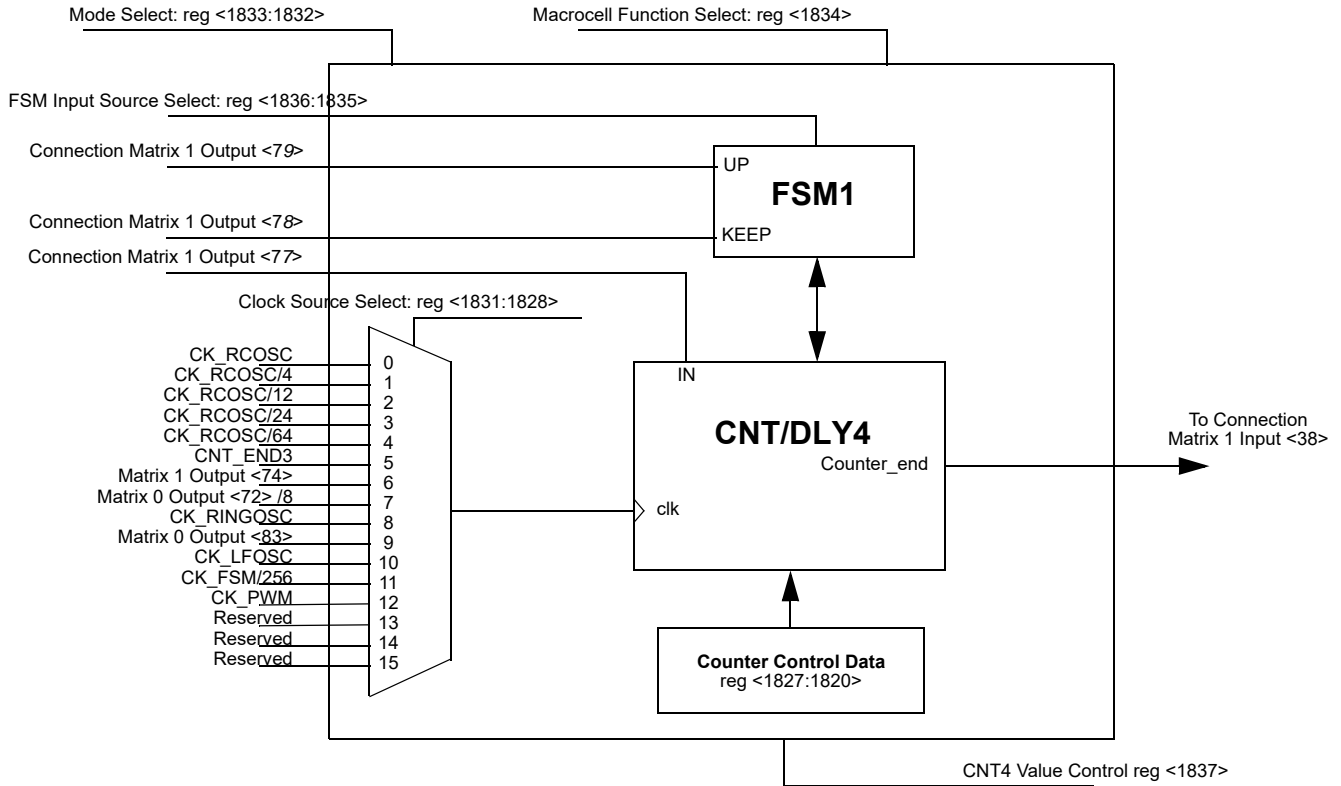 Mode Select: reg <1833:1832>
Macrocell Function Select: reg <1834>
FSM Input Source Select: reg <1836:1835>
Connection Matrix 1 Output <79>
UP
FSM1
Connection Matrix 1 Output <78>
KEEP
Connection Matrix 1 Output <77>
Clock Source Select: reg <1831:1828>
CK_RCOSC 0
CK_RCOSC/4 1
CK_RCOSC/12 2
CK_RCOSC/24 3
CK_RCOSC/64 4
CNT_END3 5
Matrix 1 Output <74> 6
Matrix 0 Output <72> /8 7
CK_RINGOSC 8
Matrix 0 Output <83> 9
CK_LFOSC 10
CK_FSM/256 11
CK_PWM 12
Reserved 13
Reserved 14
Reserved 15
IN
CNT/DLY4
Counter_end
clk
To Connection
Matrix 1 Input <38>
Counter Control Data
reg <1827:1820>
CNT4 Value Control reg <1837>